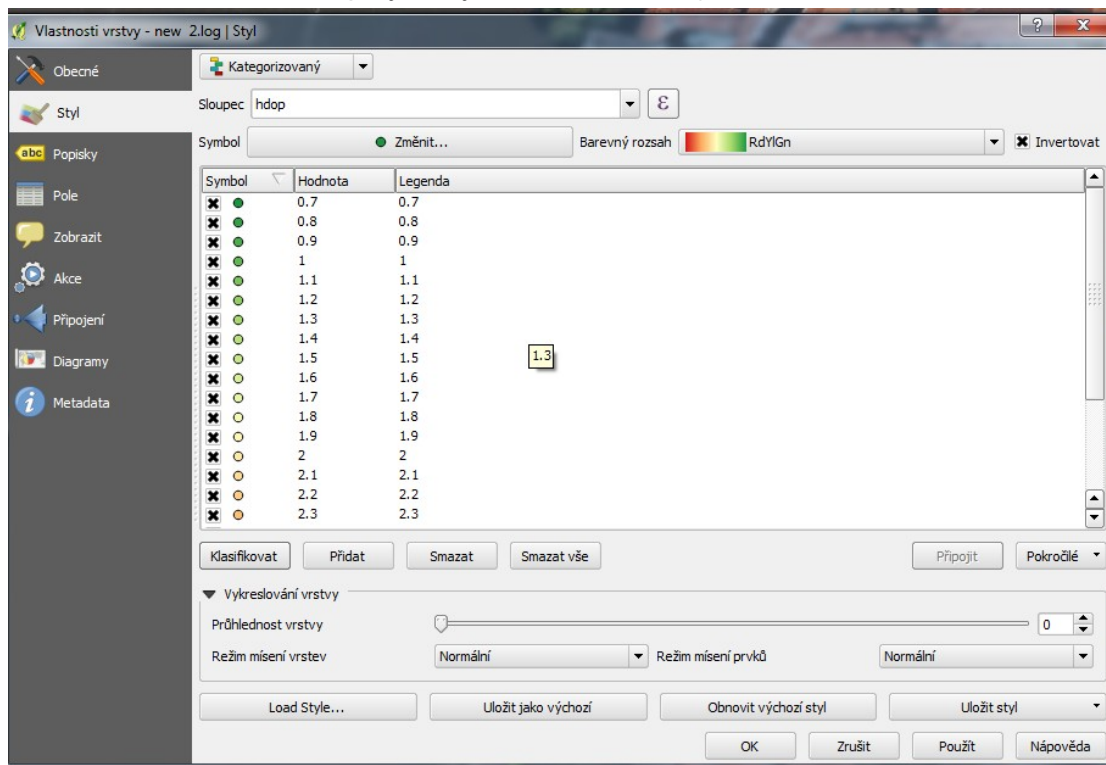 Vlastnosti vrstvy - new 2.log | Styl
Obecné
Styl
abc Popisky
Pole
Zobrazit
Akce
Připojení
Diagramy
Metadata
Kategorizovaný
Sloupec hdop ε
Symbol Změnit... Barevný rozsah RdYlGn Invertovat
Symbol Hodnota Legenda
0.7 0.7
0.8 0.8
0.9 0.9
1 1
1.1 1.1
1.2 1.2
1.3 1.3
1.4 1.4
1.5 1.5
1.3
1.6 1.6
1.7 1.7
1.8 1.8
1.9 1.9
2 2
2.1 2.1
2.2 2.2
2.3 2.3
Klasifikovat Přidat Smazat Smazat vše Připojit Pokročilé
Vykreslování vrstvy
Průhlednost vrstvy 0
Režim mísení vrstev Normální Režim mísení prvků Normální
Load Style... Uložit jako výchozí Obnovit výchozí styl Uložit styl
OK Zrušit Použít Nápověda